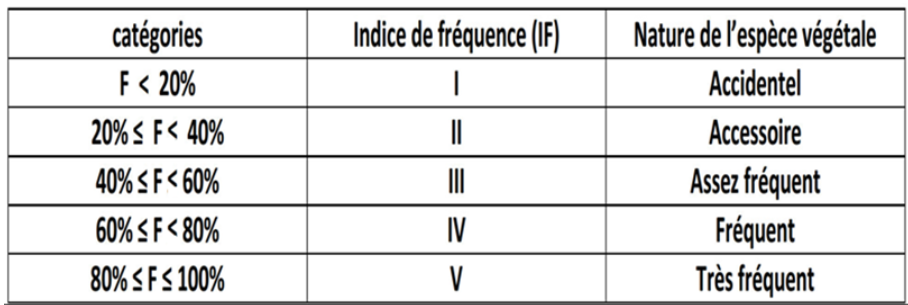 catégories Indice de fréquence (IF) Nature de l'espèce végétale
F < 20% I Accidentel
20% ≤ F < 40% II Accessoire
40% ≤ F < 60% III Assez fréquent
60% ≤ F < 80% IV Fréquent
80% ≤ F ≤ 100% V Très fréquent